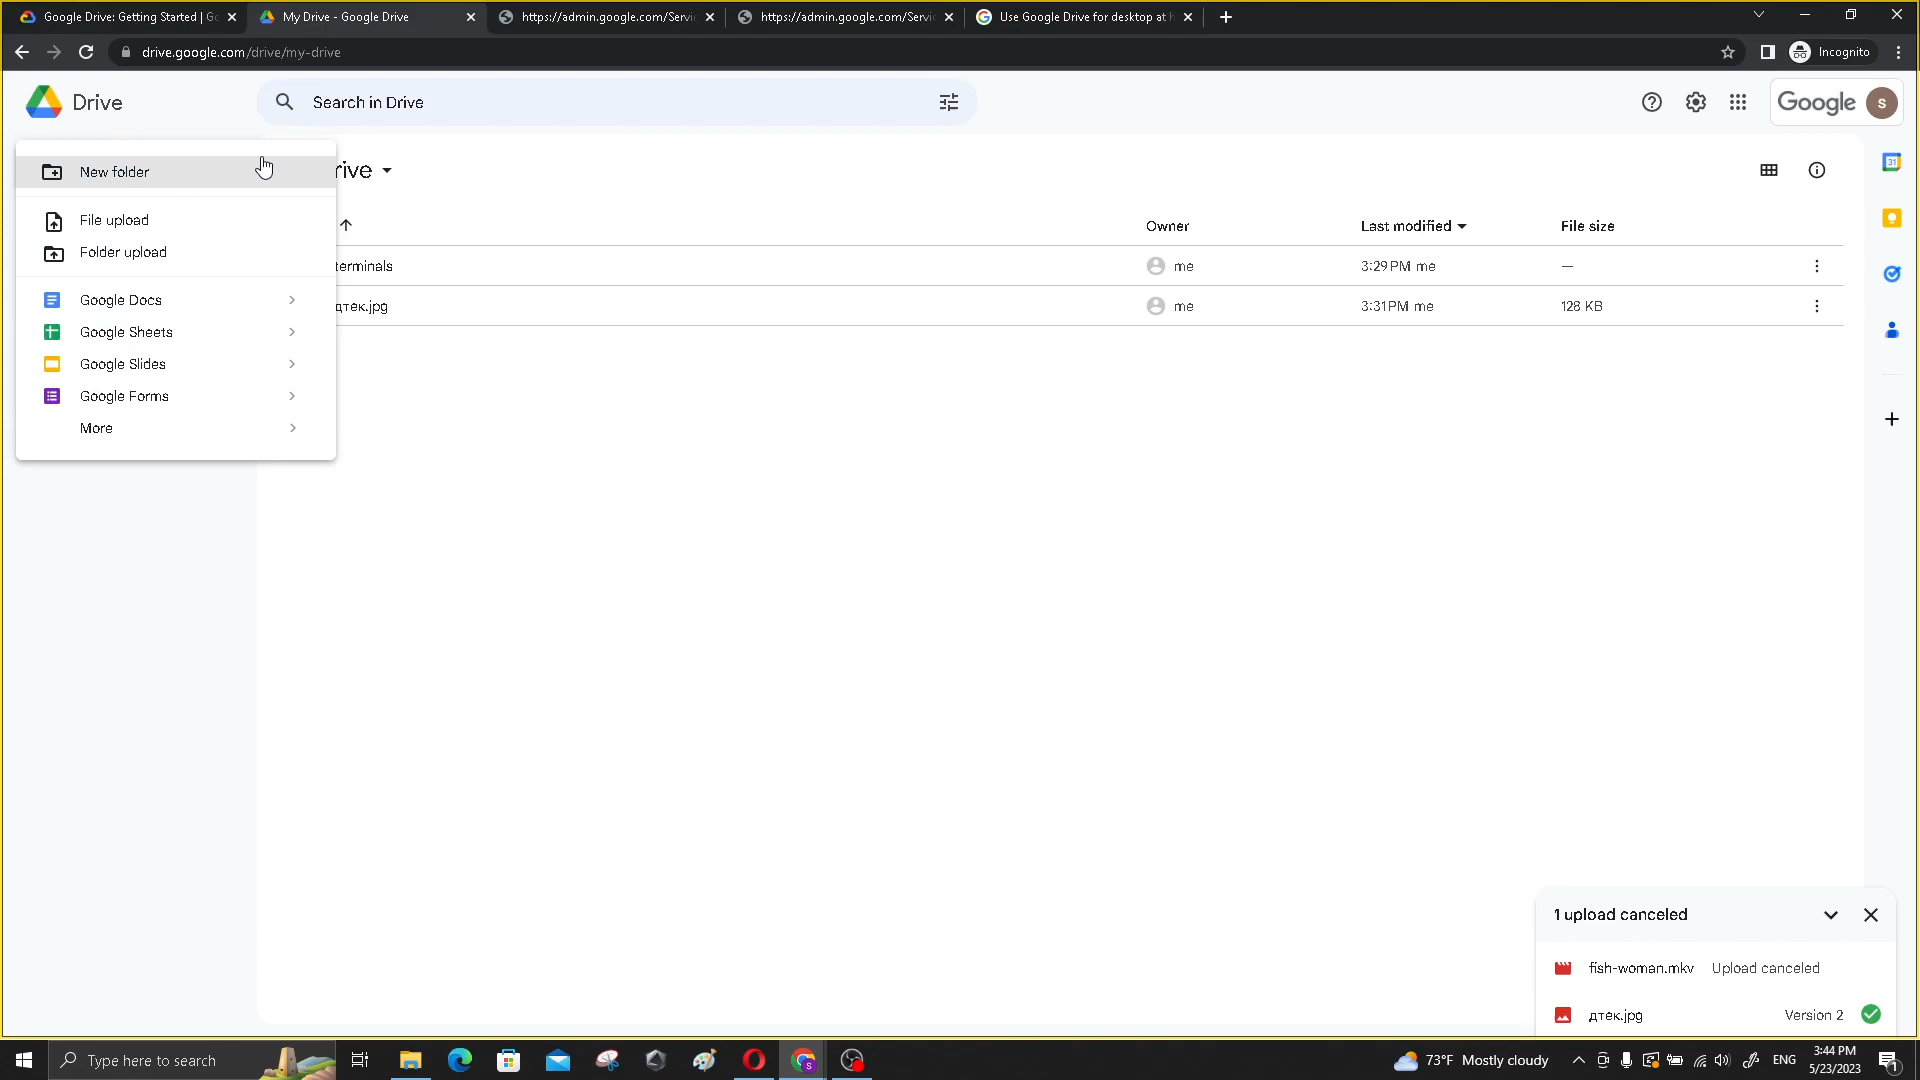 Google Drive: Getting Started | Go
My Drive - Google Drive
https://admin.google.com/Servi
https://admin.google.com/Servi
Use Google Drive for desktop at h
drive.google.com/drive/my-drive
Incognito
Drive
Search in Drive
Google
s
New folder
rive
31
File upload
Owner
Last modified
File size
Folder upload
terminals
me
3:29 PM me
—
Google Docs
дтек.jpg
me
3:31 PM me
128 KB
Google Sheets
Google Slides
Google Forms
More
1 upload canceled
fish-woman.mkv Upload canceled
дтек.jpg Version 2
Type here to search
73°F Mostly cloudy
ENG
3:44 PM
5/23/2023
1